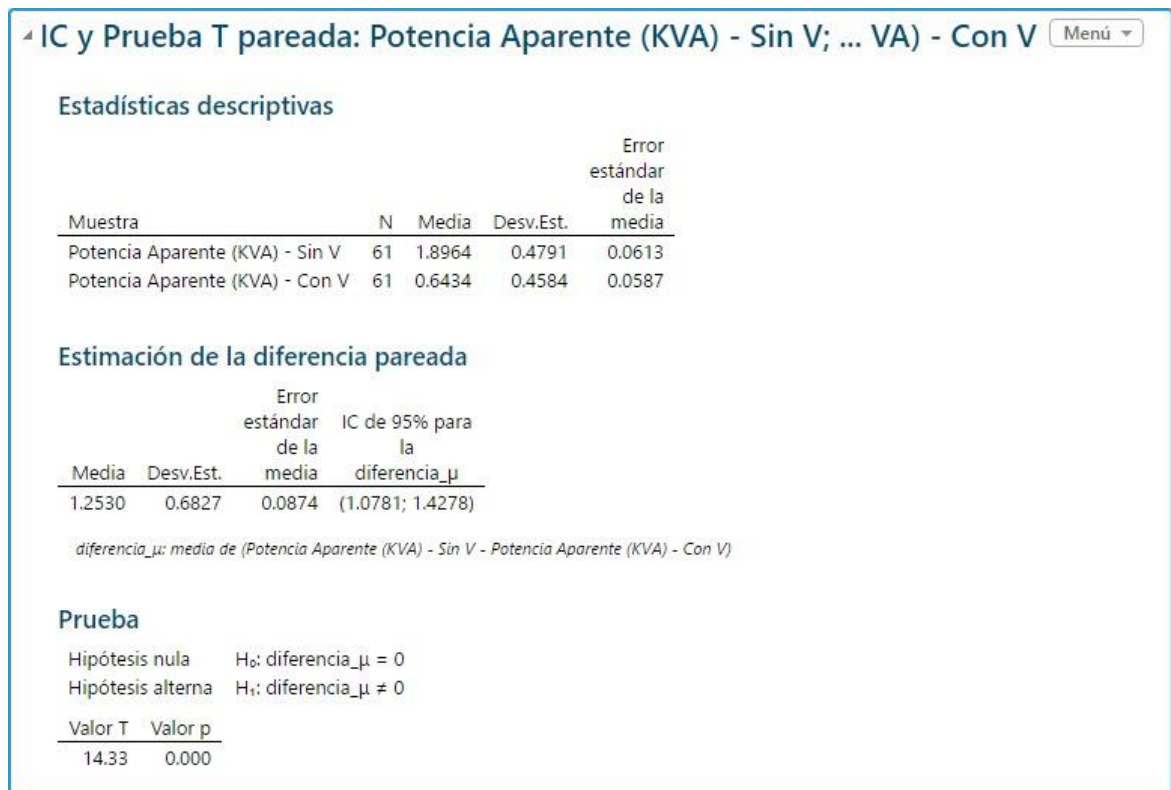 IC y Prueba T pareada: Potencia Aparente (KVA) - Sin V; ... VA) - Con V Menú
Estadísticas descriptivas
Error
estándar
de la
Muestra N Media Desv.Est. media
Potencia Aparente (KVA) - Sin V 61 1.8964 0.4791 0.0613
Potencia Aparente (KVA) - Con V 61 0.6434 0.4584 0.0587
Estimación de la diferencia pareada
Error
estándar IC de 95% para
de la la
Media Desv.Est. media diferencia_µ
1.2530 0.6827 0.0874 (1.0781; 1.4278)
diferencia_µ: media de (Potencia Aparente (KVA) - Sin V - Potencia Aparente (KVA) - Con V)
Prueba
Hipótesis nula H₀: diferencia_µ = 0
Hipótesis alterna H₁: diferencia_µ ≠ 0
Valor T Valor p
14.33 0.000